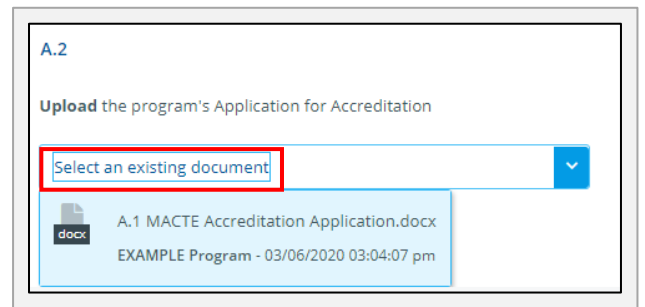 A.2
Upload the program's Application for Accreditation
Select an existing document
A.1 MACTE Accreditation Application.docx
docx
EXAMPLE Program - 03/06/2020 03:04:07 pm